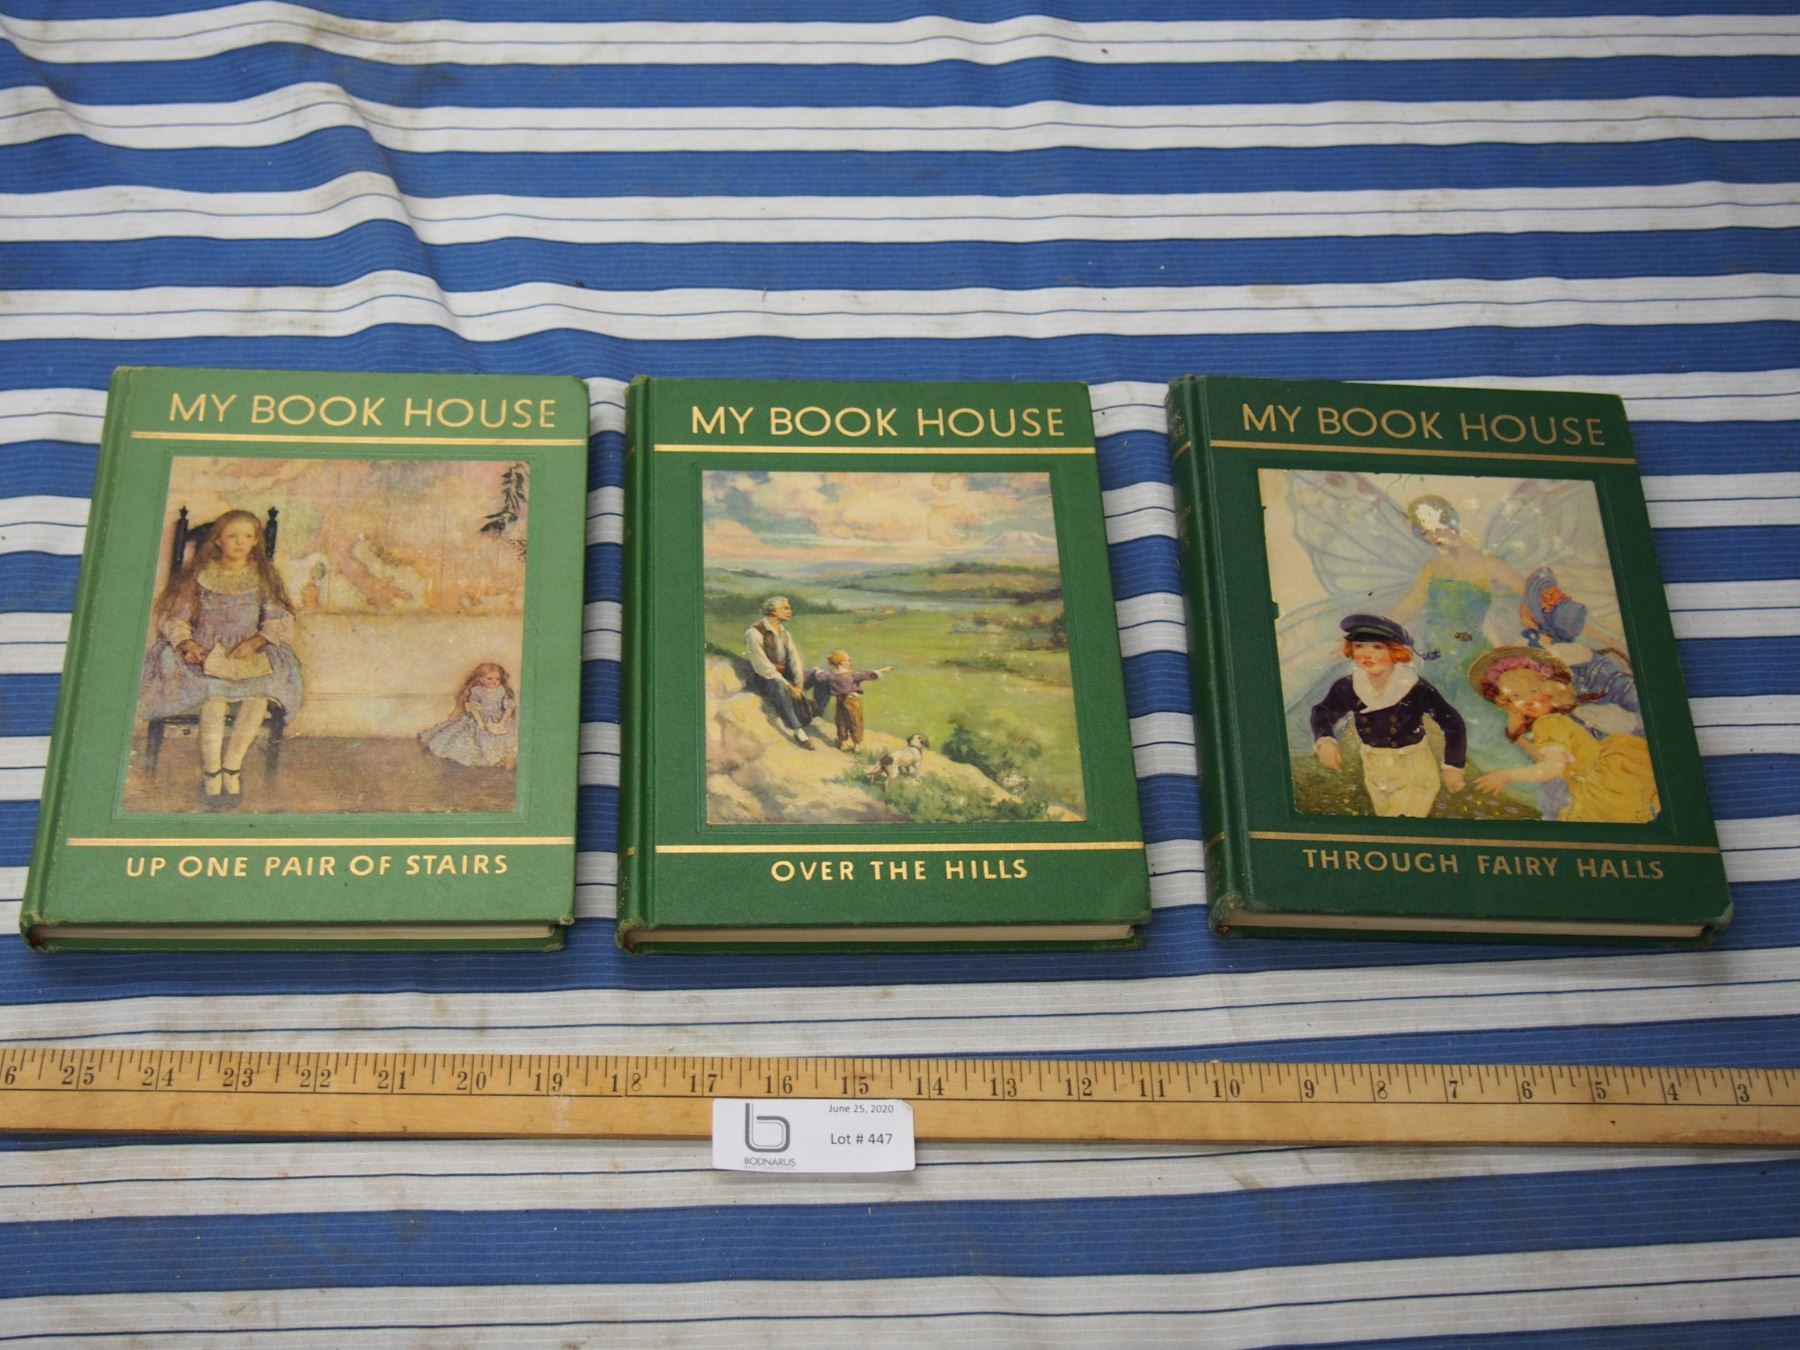 MY BOOK HOUSE
UP ONE PAIR OF STAIRS
MY BOOK HOUSE
OVER THE HILLS
MY BOOK HOUSE
THROUGH FAIRY HALLS
6 25 24 23 22 21 20 19 18 17 16 15 14 13 12 11 10 9 8 7 6 5 4 3
June 25, 2020
Lot # 447
b
BODNARUS